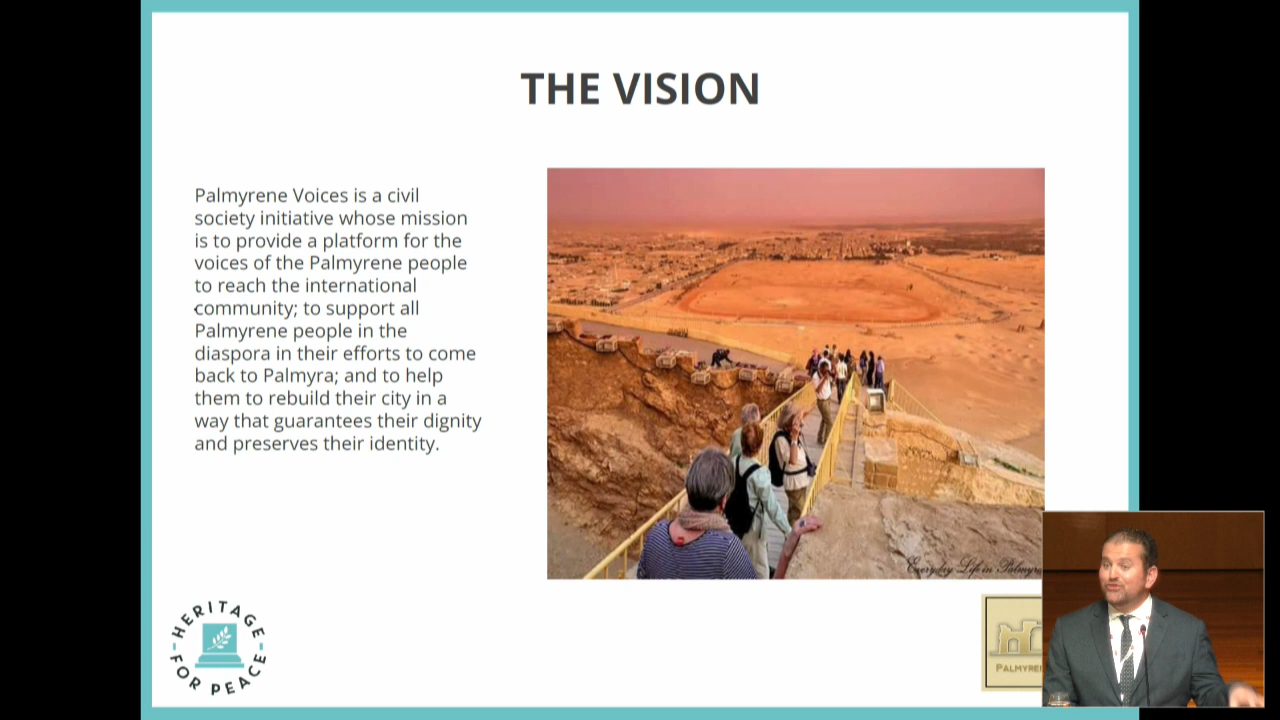 THE VISION
Palmyrene Voices is a civil
society initiative whose mission
is to provide a platform for the
voices of the Palmyrene people
to reach the international
community; to support all
Palmyrene people in the
diaspora in their efforts to come
back to Palmyra; and to help
them to rebuild their city in a
way that guarantees their dignity
and preserves their identity.
Everyday Life in Palmyra
HERITAGE
FOR PEACE